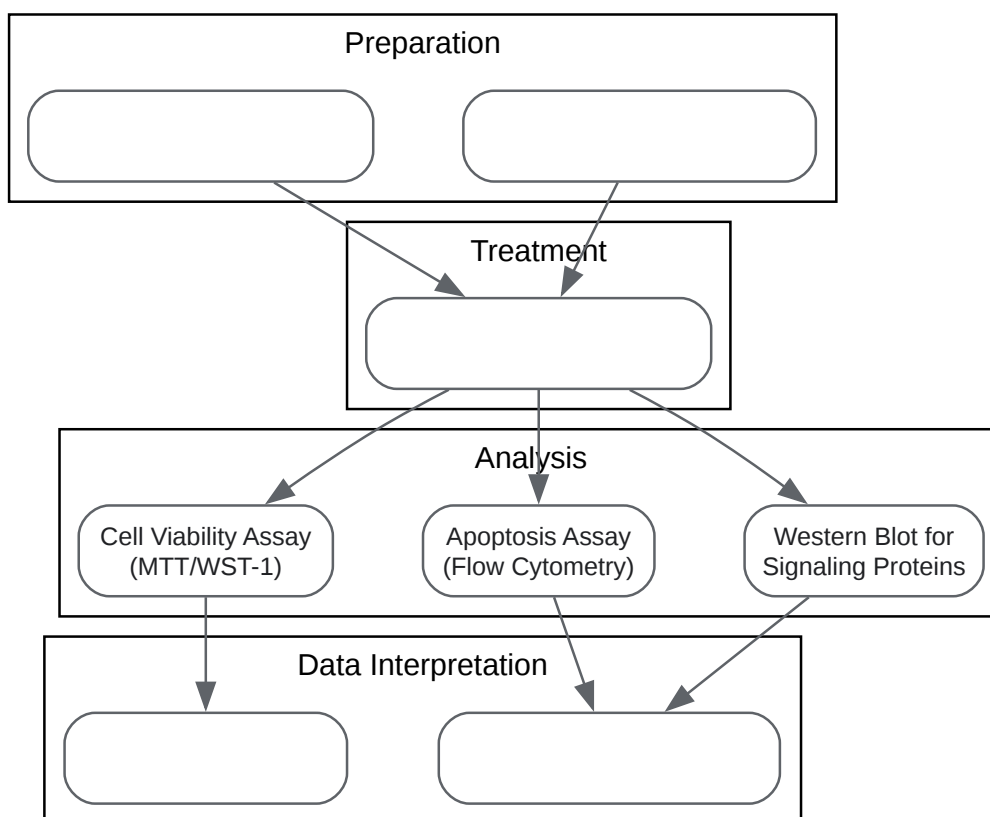 Preparation
Treatment
Analysis
Cell Viability Assay
(MTT/WST-1)
Apoptosis Assay
(Flow Cytometry)
Western Blot for
Signaling Proteins
Data Interpretation